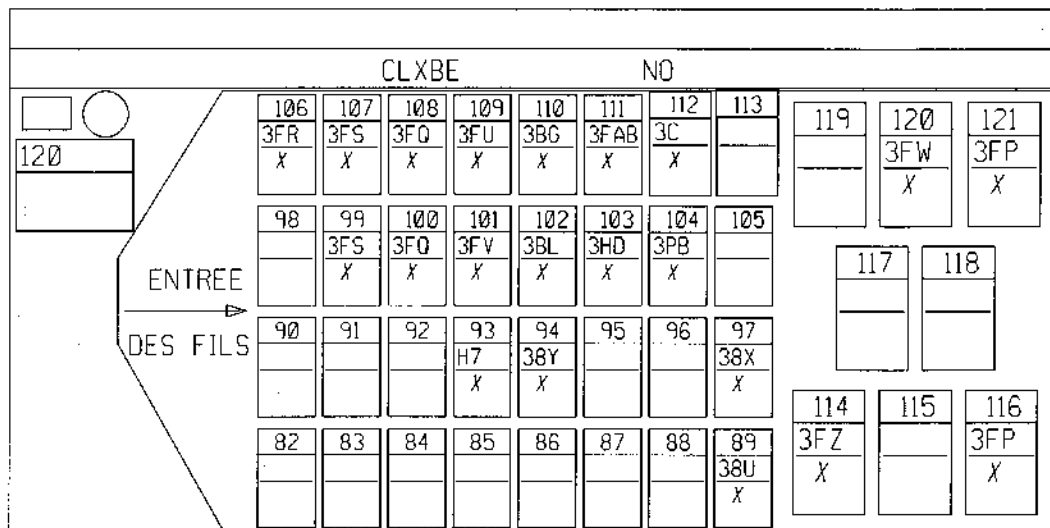 CLXBE NO
106 107 108 109 110 111 112 113
3FR 3FS 3FQ 3FU 3BG 3FAB 3C
X X X X X X X
119 120 121
3FW 3FP
X X
120
98 99 100 101 102 103 104 105
3FS 3FQ 3FV 3BL 3HD 3PB
X X X X X X
117 118
ENTREE
DES FILS
90 91 92 93 94 95 96 97
H7 38Y 38X
X X X
114 115 116
3FZ 3FP
X X
82 83 84 85 86 87 88 89
38U
X